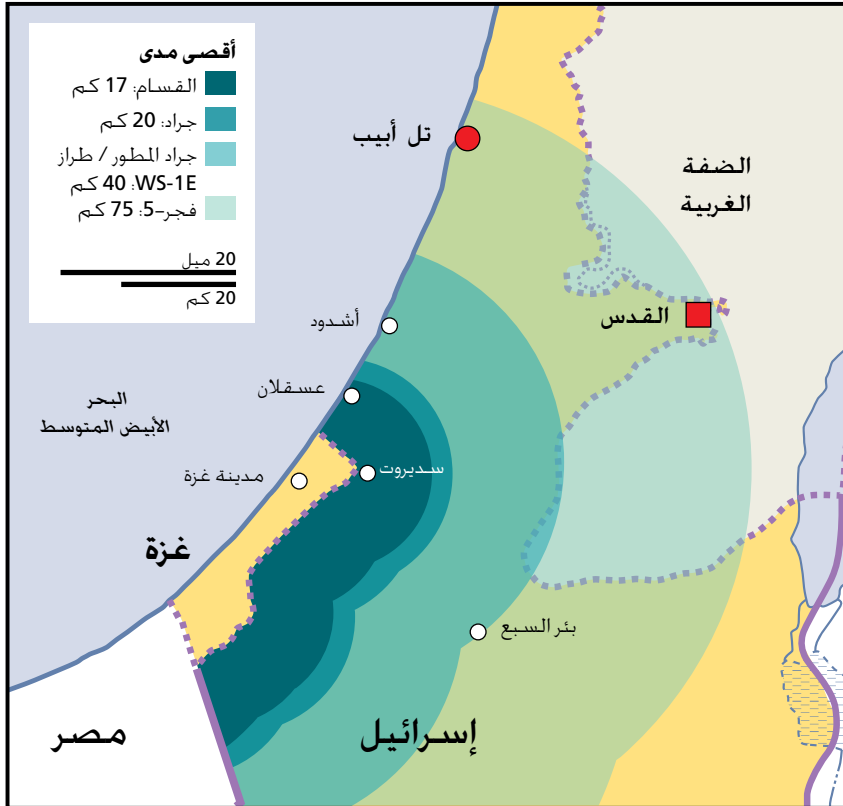 أقصى مدى
القسام: 17 كم
جراد: 20 كم
جراد المطور / طراز
WS-1E: 40 كم
فجر-5: 75 كم
20 ميل
20 كم
تل أبيب
الضفة
الغربية
القدس
أشدود
عسقلان
البحر
الأبيض المتوسط
سديروت
مدينة غزة
غزة
بئر السبع
إسرائيل
مصر